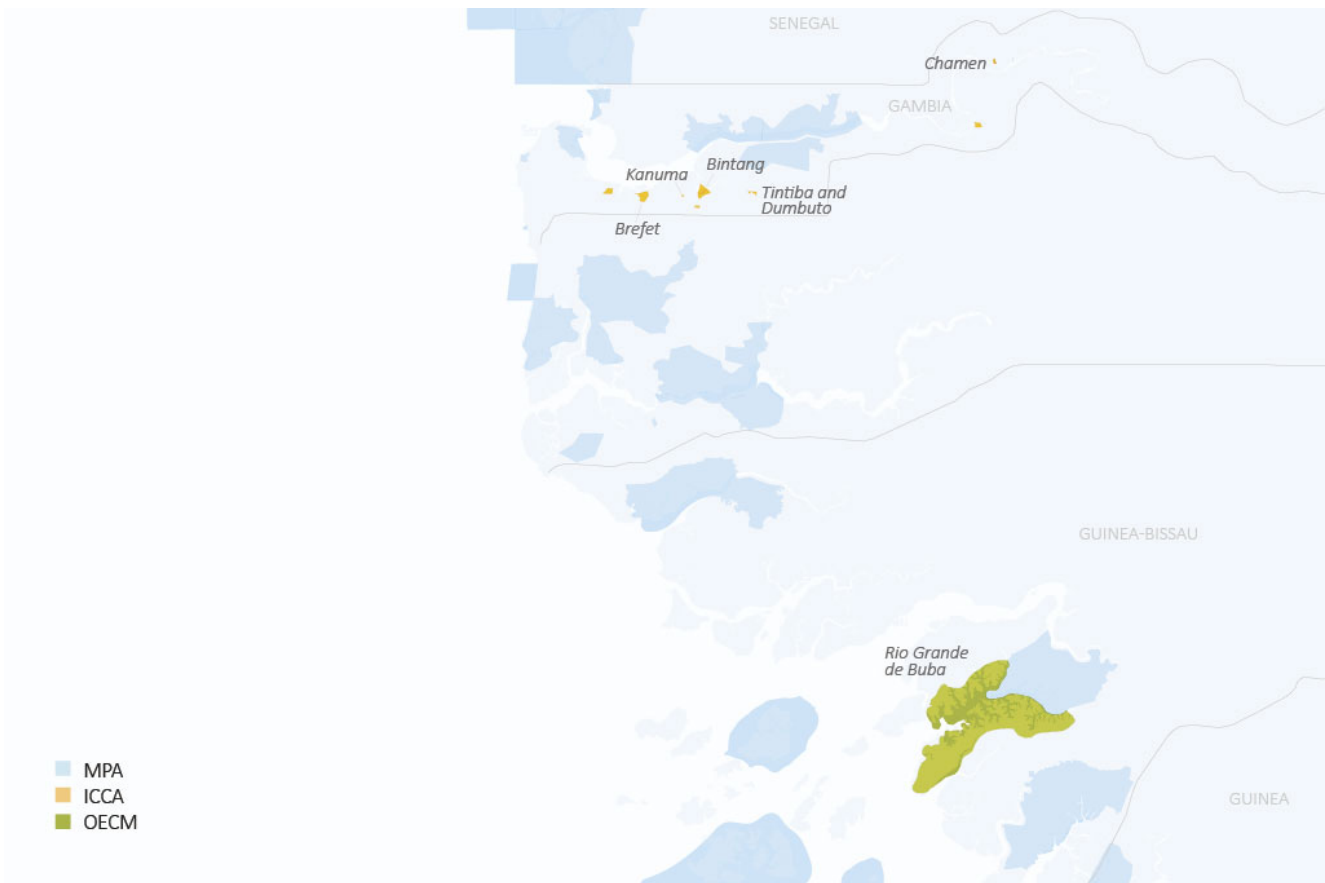 SENEGAL
Chamen
GAMBIA
Bintang
Kanuma
Tintiba and
Dumbuto
Brefet
GUINEA-BISSAU
Rio Grande
de Buba
MPA
ICCA
OECM
GUINEA